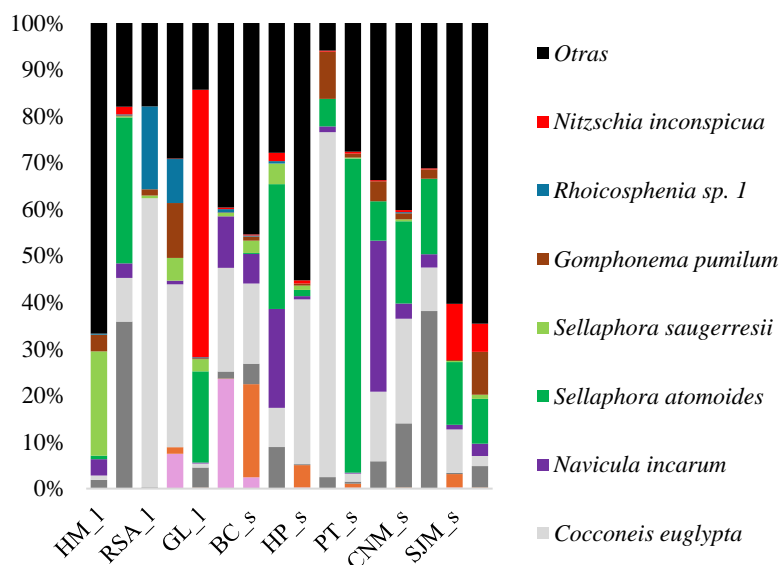 100%
90%
80%
70%
60%
50%
40%
30%
20%
10%
0%
HM_l
RSA_l
GL_l
BC_s
HP_s
PT_s
CNM_s
SJM_s
Otras
Nitzschia inconspicua
Rhoicosphenia sp. 1
Gomphonema pumilum
Sellaphora saugerresii
Sellaphora atomoides
Navicula incarum
Cocconeis euglypta